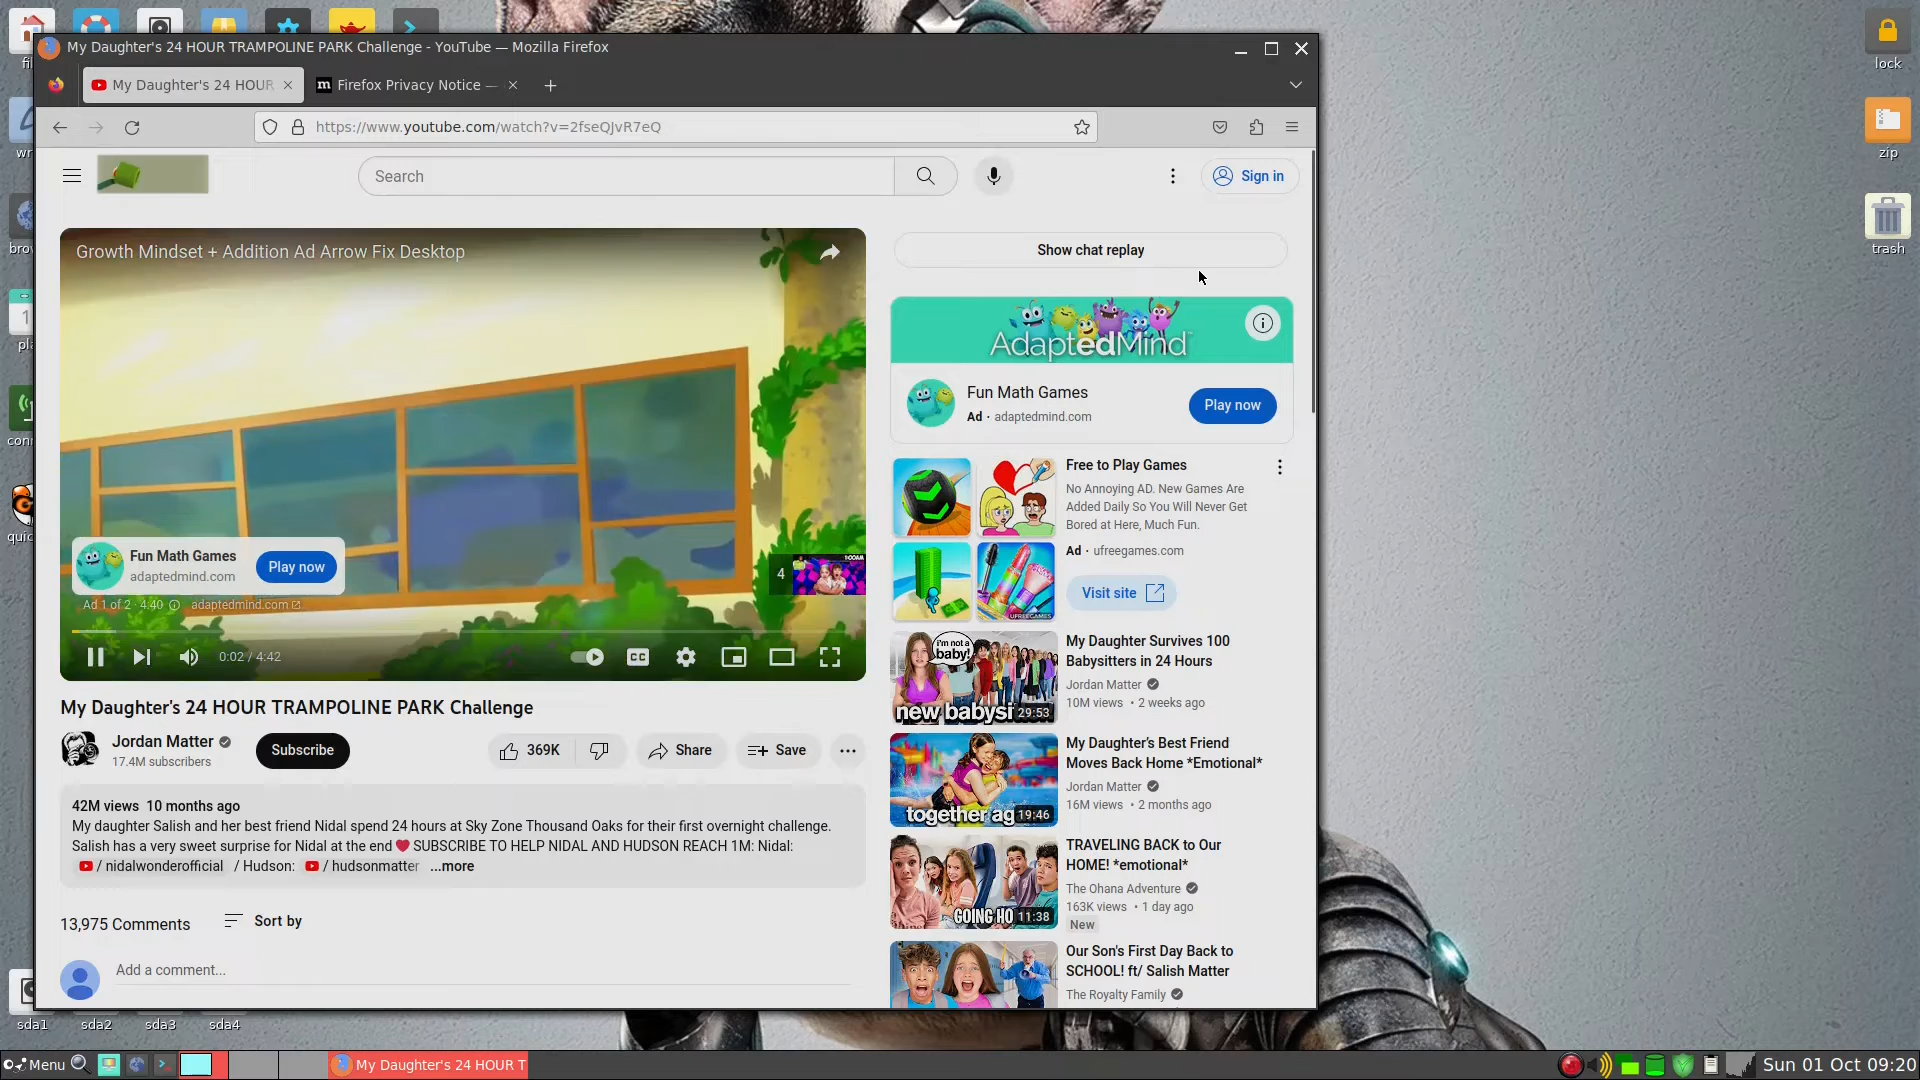 My Daughter's 24 HOUR TRAMPOLINE PARK Challenge - YouTube — Mozilla Firefox
My Daughter's 24 HOUR
Firefox Privacy Notice —
https://www.youtube.com/watch?v=2fseQJvR7eQ
Search
Sign in
Growth Mindset + Addition Ad Arrow Fix Desktop
Fun Math Games
adaptedmind.com
Play now
4
1:00AM
Ad 1 of 2 · 4:40
adaptedmind.com
0:02 / 4:42
CC
My Daughter's 24 HOUR TRAMPOLINE PARK Challenge
Jordan Matter
17.4M subscribers
Subscribe
369K
Share
Save
42M views 10 months ago
My daughter Salish and her best friend Nidal spend 24 hours at Sky Zone Thousand Oaks for their first overnight challenge.
Salish has a very sweet surprise for Nidal at the end ❤️ SUBSCRIBE TO HELP NIDAL AND HUDSON REACH 1M: Nidal:
/ nidalwonderofficial / Hudson: / hudsonmatter ...more
13,975 Comments
Sort by
Add a comment...
Show chat replay
AdaptedMind
Fun Math Games
Ad · adaptedmind.com
Play now
Free to Play Games
No Annoying AD. New Games Are
Added Daily So You Will Never Get
Bored at Here, Much Fun.
Ad · ufreegames.com
Visit site
UFREEGAMES
i'm not a
baby!
new babysi
29:53
My Daughter Survives 100
Babysitters in 24 Hours
Jordan Matter
10M views • 2 weeks ago
together ag
19:46
My Daughter's Best Friend
Moves Back Home *Emotional*
Jordan Matter
16M views • 2 months ago
GOING HO
11:38
TRAVELING BACK to Our
HOME! *emotional*
The Ohana Adventure
163K views • 1 day ago
New
Our Son's First Day Back to
SCHOOL! ft/ Salish Matter
The Royalty Family
lock
zip
trash
sda1
sda2
sda3
sda4
Menu
My Daughter's 24 HOUR T
Sun 01 Oct 09:20